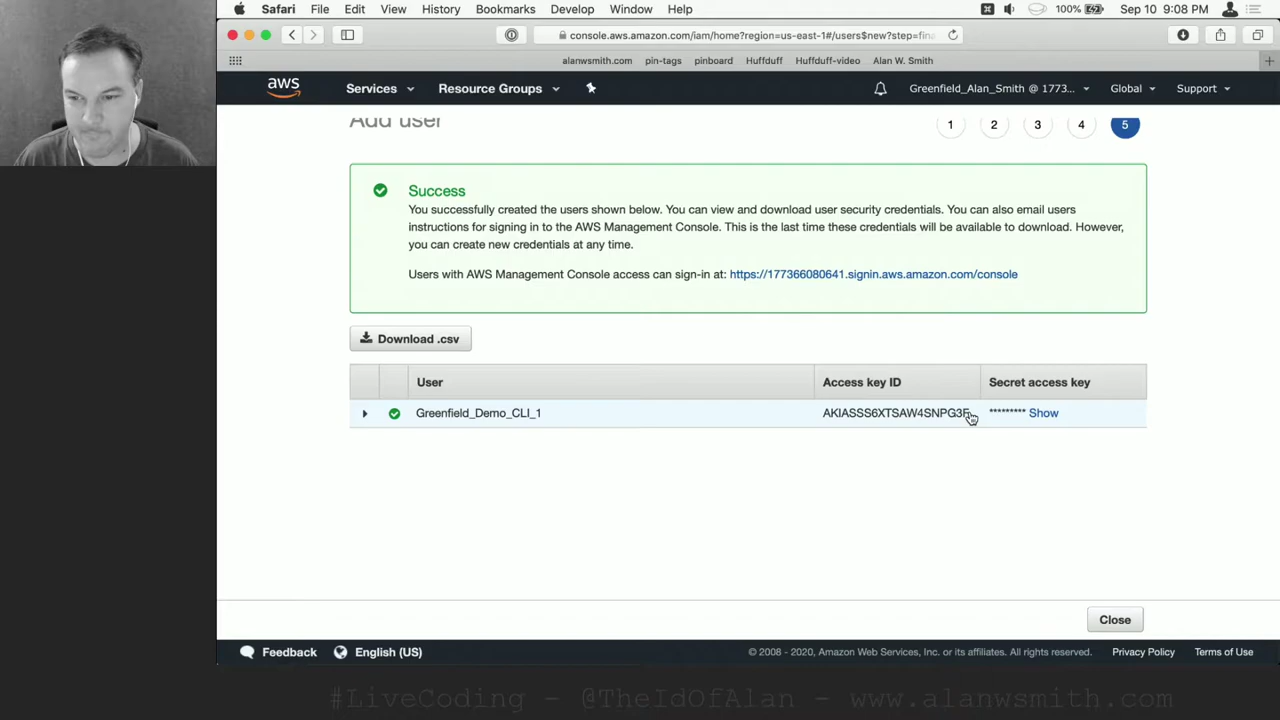 Safari File Edit View History Bookmarks Develop Window Help 100% Sep 10 9:08 PM
console.aws.amazon.com/iam/home?region=us-east-1#/users$new?step=fina
alanwsmith.com pin-tags pinboard Huffduff Huffduff-video Alan W. Smith
aws Services Resource Groups Greenfield_Alan_Smith @ 1773... Global Support
Add user 1 2 3 4 5
Success
You successfully created the users shown below. You can view and download user security credentials. You can also email users
instructions for signing in to the AWS Management Console. This is the last time these credentials will be available to download. However,
you can create new credentials at any time.
Users with AWS Management Console access can sign-in at: https://177366080641.signin.aws.amazon.com/console
Download .csv
User Access key ID Secret access key
Greenfield_Demo_CLI_1 AKIASSS6XTSAW4SNPG3F ********* Show
Close
Feedback English (US) © 2008 - 2020, Amazon Web Services, Inc. or its affiliates. All rights reserved. Privacy Policy Terms of Use
#LiveCoding - @TheIdOfAlan - www.alanwsmith.com